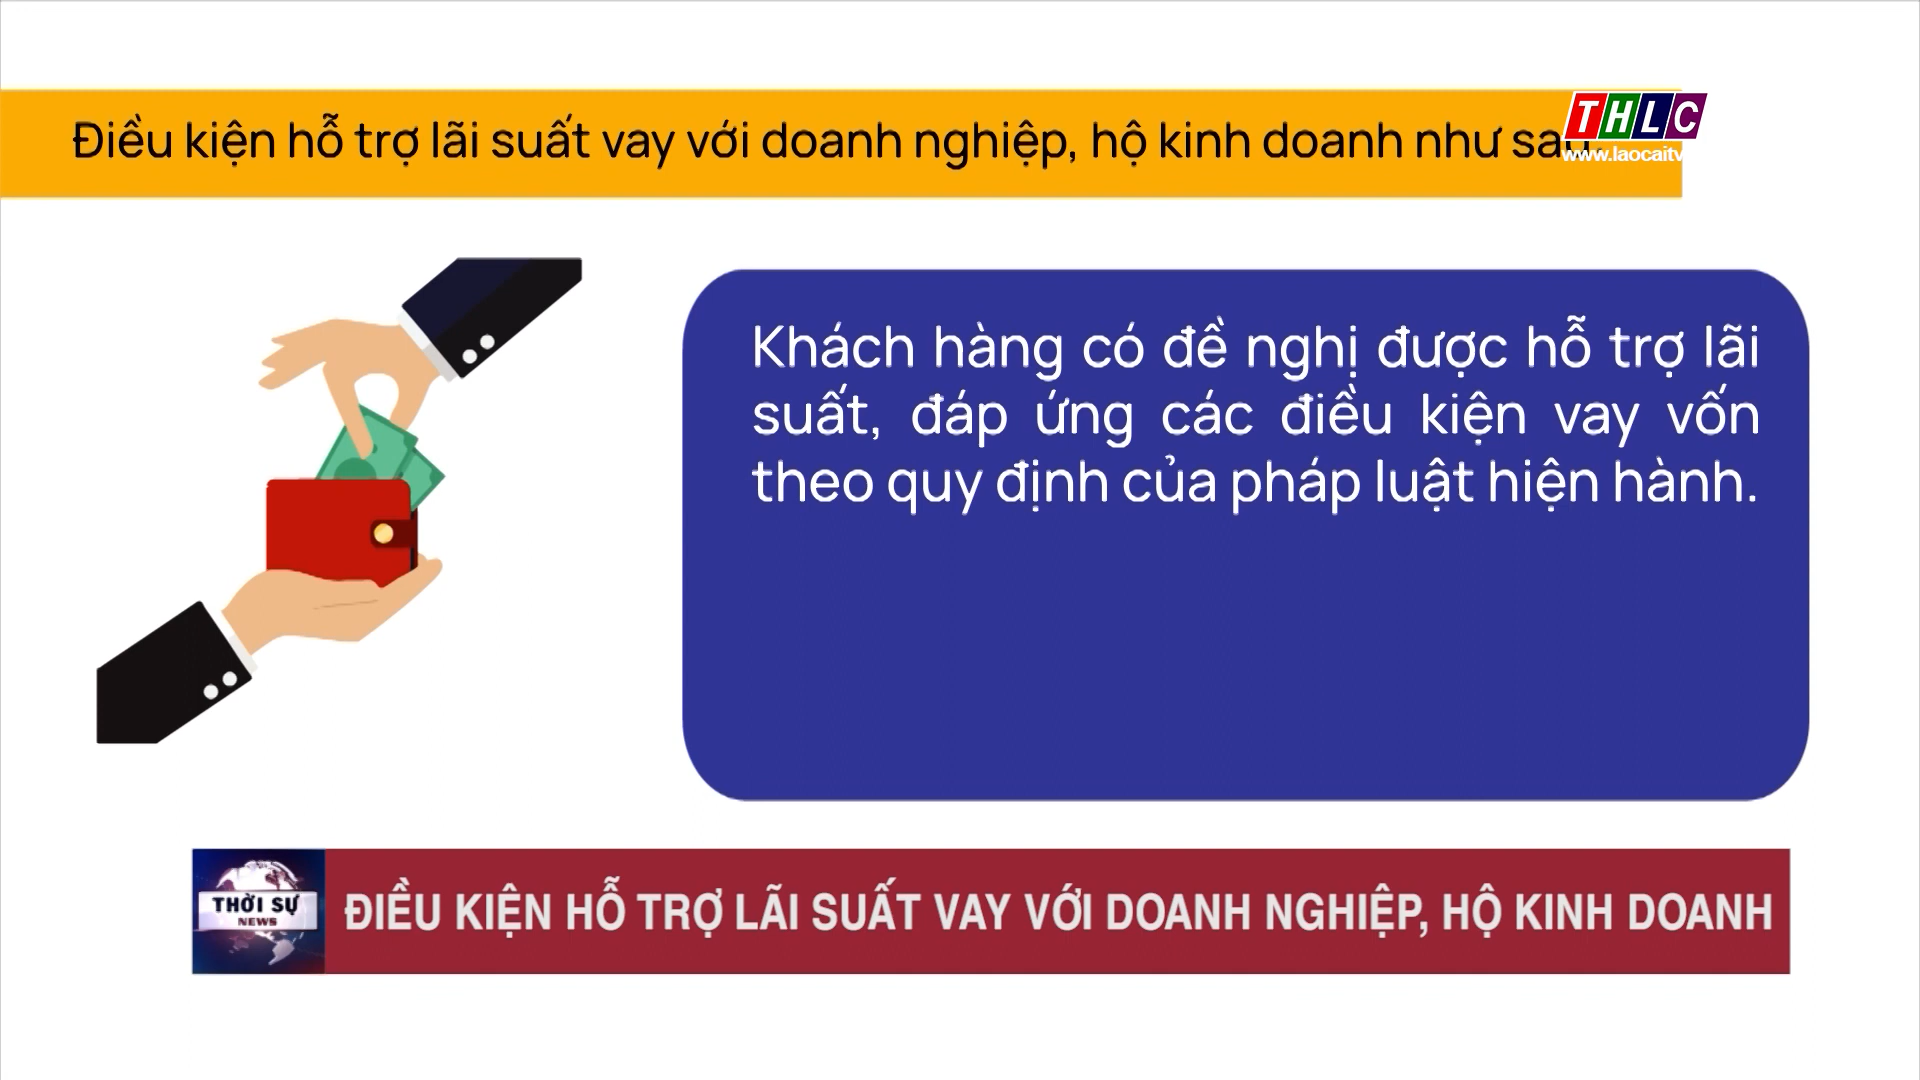 Điều kiện hỗ trợ lãi suất vay với doanh nghiệp, hộ kinh doanh như sau:
THLC
www.laocaitv
Khách hàng có đề nghị được hỗ trợ lãi
suất, đáp ứng các điều kiện vay vốn
theo quy định của pháp luật hiện hành.
THỜI SỰ
NEWS
ĐIỀU KIỆN HỖ TRỢ LÃI SUẤT VAY VỚI DOANH NGHIỆP, HỘ KINH DOANH